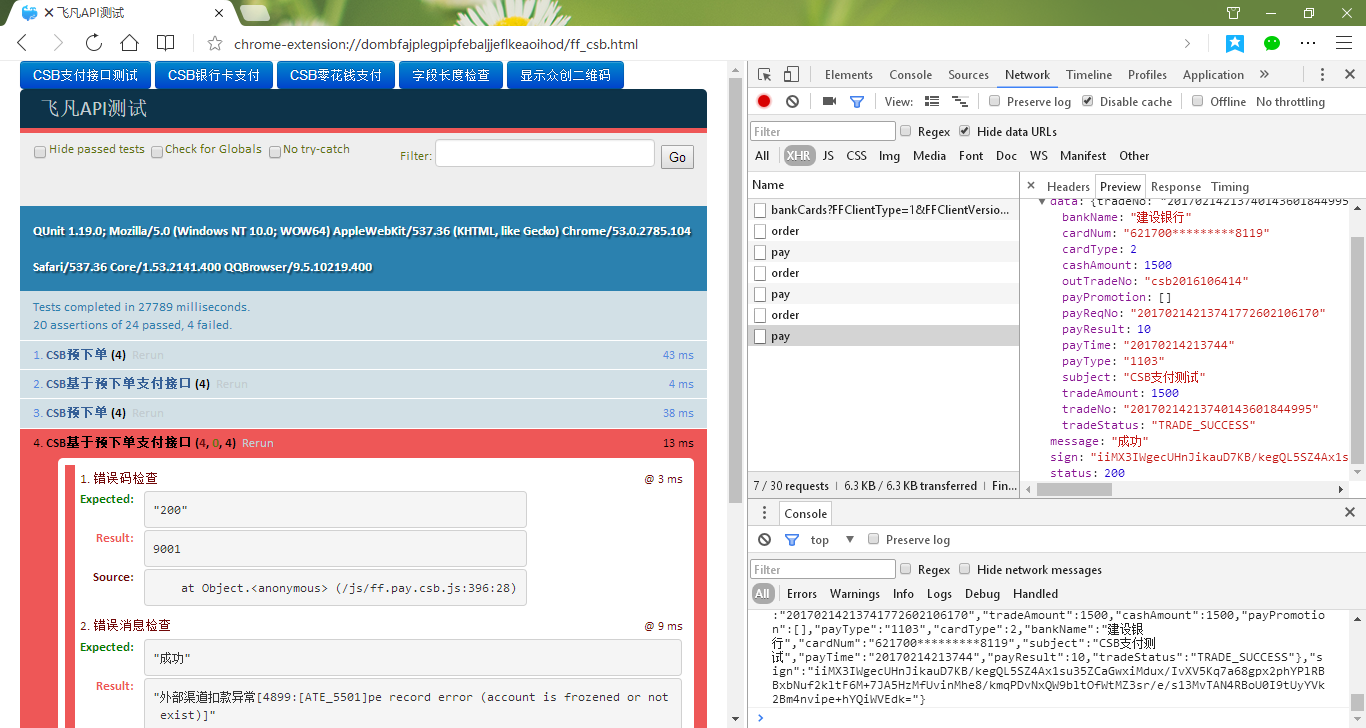 飞凡API测试
chrome-extension://dombfajplegpipfebaljjeflkeaoihod/ff_csb.html
CSB支付接口测试 CSB银行卡支付 CSB零花钱支付 字段长度检查 显示众创二维码
飞凡API测试
Hide passed tests Check for Globals No try-catch
Filter: Go
QUnit 1.19.0; Mozilla/5.0 (Windows NT 10.0; WOW64) AppleWebKit/537.36 (KHTML, like Gecko) Chrome/53.0.2785.104
Safari/537.36 Core/1.53.2141.400 QQBrowser/9.5.10219.400
Tests completed in 27789 milliseconds.
20 assertions of 24 passed, 4 failed.
1. CSB预下单 (4) Rerun 43 ms
2. CSB基于预下单支付接口 (4) Rerun 4 ms
3. CSB预下单 (4) Rerun 38 ms
4. CSB基于预下单支付接口 (4, 0, 4) Rerun 13 ms
1. 错误码检查 @ 3 ms
Expected: "200"
Result: 9001
Source: at Object.<anonymous> (/js/ff.pay.csb.js:396:28)
2. 错误消息检查 @ 9 ms
Expected: "成功"
Result: "外部渠道扣款异常[4899:[ATE_5501]pe record error (account is frozened or not
exist)]"
Elements Console Sources Network Timeline Profiles Application »
View: Preserve log Disable cache Offline No throttling
Filter Regex Hide data URLs
All XHR JS CSS Img Media Font Doc WS Manifest Other
Name
bankCards?FFClientType=1&FFClientVersio...
order
pay
order
pay
order
pay
7 / 30 requests | 6.3 KB / 6.3 KB transferred | Fin...
× Headers Preview Response Timing
data: {tradeNo: "20170214213740143601844995
bankName: "建设银行"
cardNum: "621700*********8119"
cardType: 2
cashAmount: 1500
outTradeNo: "csb2016106414"
payPromotion: []
payReqNo: "20170214213741772602106170"
payResult: 10
payTime: "20170214213744"
payType: "1103"
subject: "CSB支付测试"
tradeAmount: 1500
tradeNo: "20170214213740143601844995"
tradeStatus: "TRADE_SUCCESS"
message: "成功"
sign: "iiMX3IWgecUHnJikauD7KB/kegQL5SZ4Ax1s
status: 200
Console
top Preserve log
Filter Regex Hide network messages
All Errors Warnings Info Logs Debug Handled
:"20170214213741772602106170","tradeAmount":1500,"cashAmount":1500,"payPromotio
n":[],"payType":"1103","cardType":2,"bankName":"建设银
行","cardNum":"621700*********8119","subject":"CSB支付测
试","payTime":"20170214213744","payResult":10,"tradeStatus":"TRADE_SUCCESS"},"s
ign":"iiMX3IWgecUHnJikauD7KB/kegQL5SZ4Ax1su35ZCaGwxiMdux/IvXV5Kq7a68gpx2phYPlRB
BxbNuf2kltF6M+7JA5HzMfUvinMhe8/kmqPDvNxQW9bltOfWtMZ3sr/e/s13MvTAN4RBoU0I9tUyYVk
2Bm4nvipe+hYQiWVEdk="}